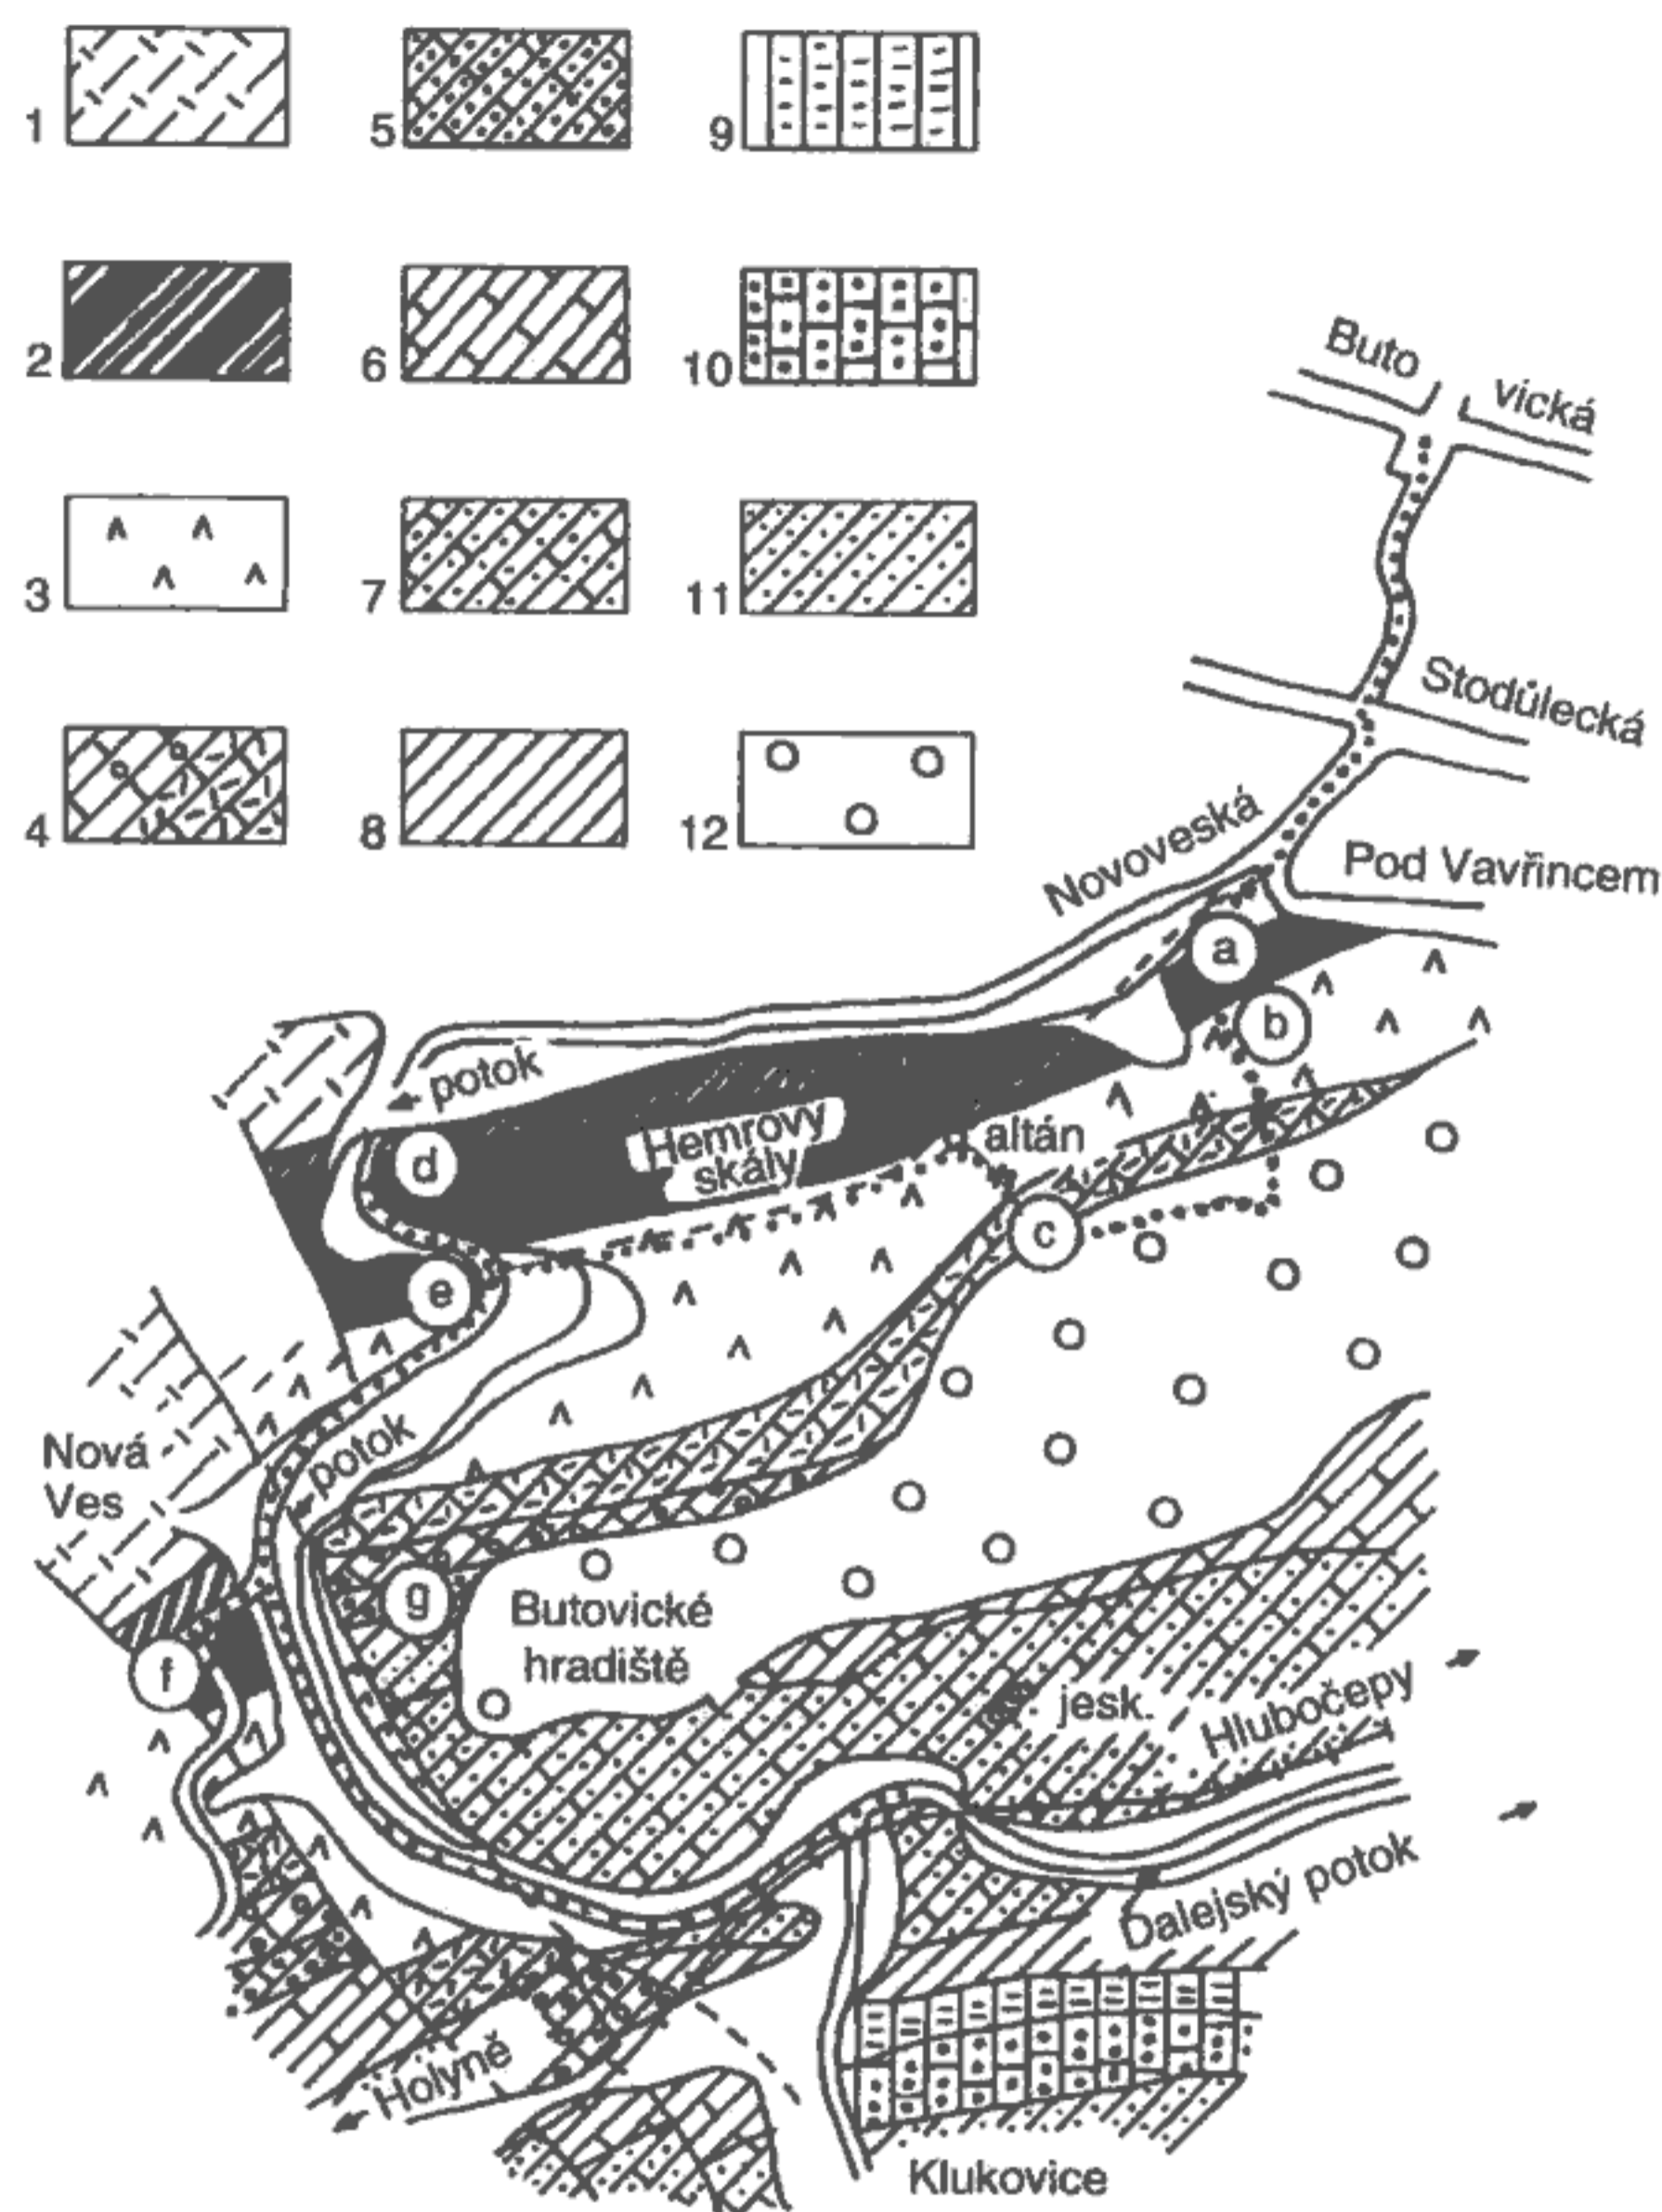 1
5
9
2
6
10
3
7
11
4
8
12
Buto
vická
Stodůlecká
Novoveská
Pod Vavřincem
a
b
potok
Hemrovy
skály
altán
d
c
e
Nová
Ves
potok
g
Butovické
hradiště
f
jesk.
Hlubočepy
Dalejský potok
Holyně
Klukovice